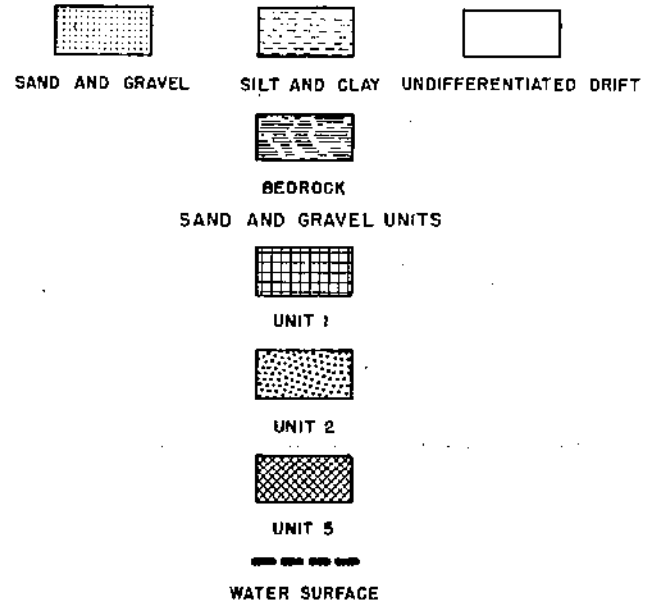 SAND AND GRAVEL SILT AND CLAY UNDIFFERENTIATED DRIFT
BEDROCK
SAND AND GRAVEL UNITS
UNIT 1
UNIT 2
UNIT 5
WATER SURFACE